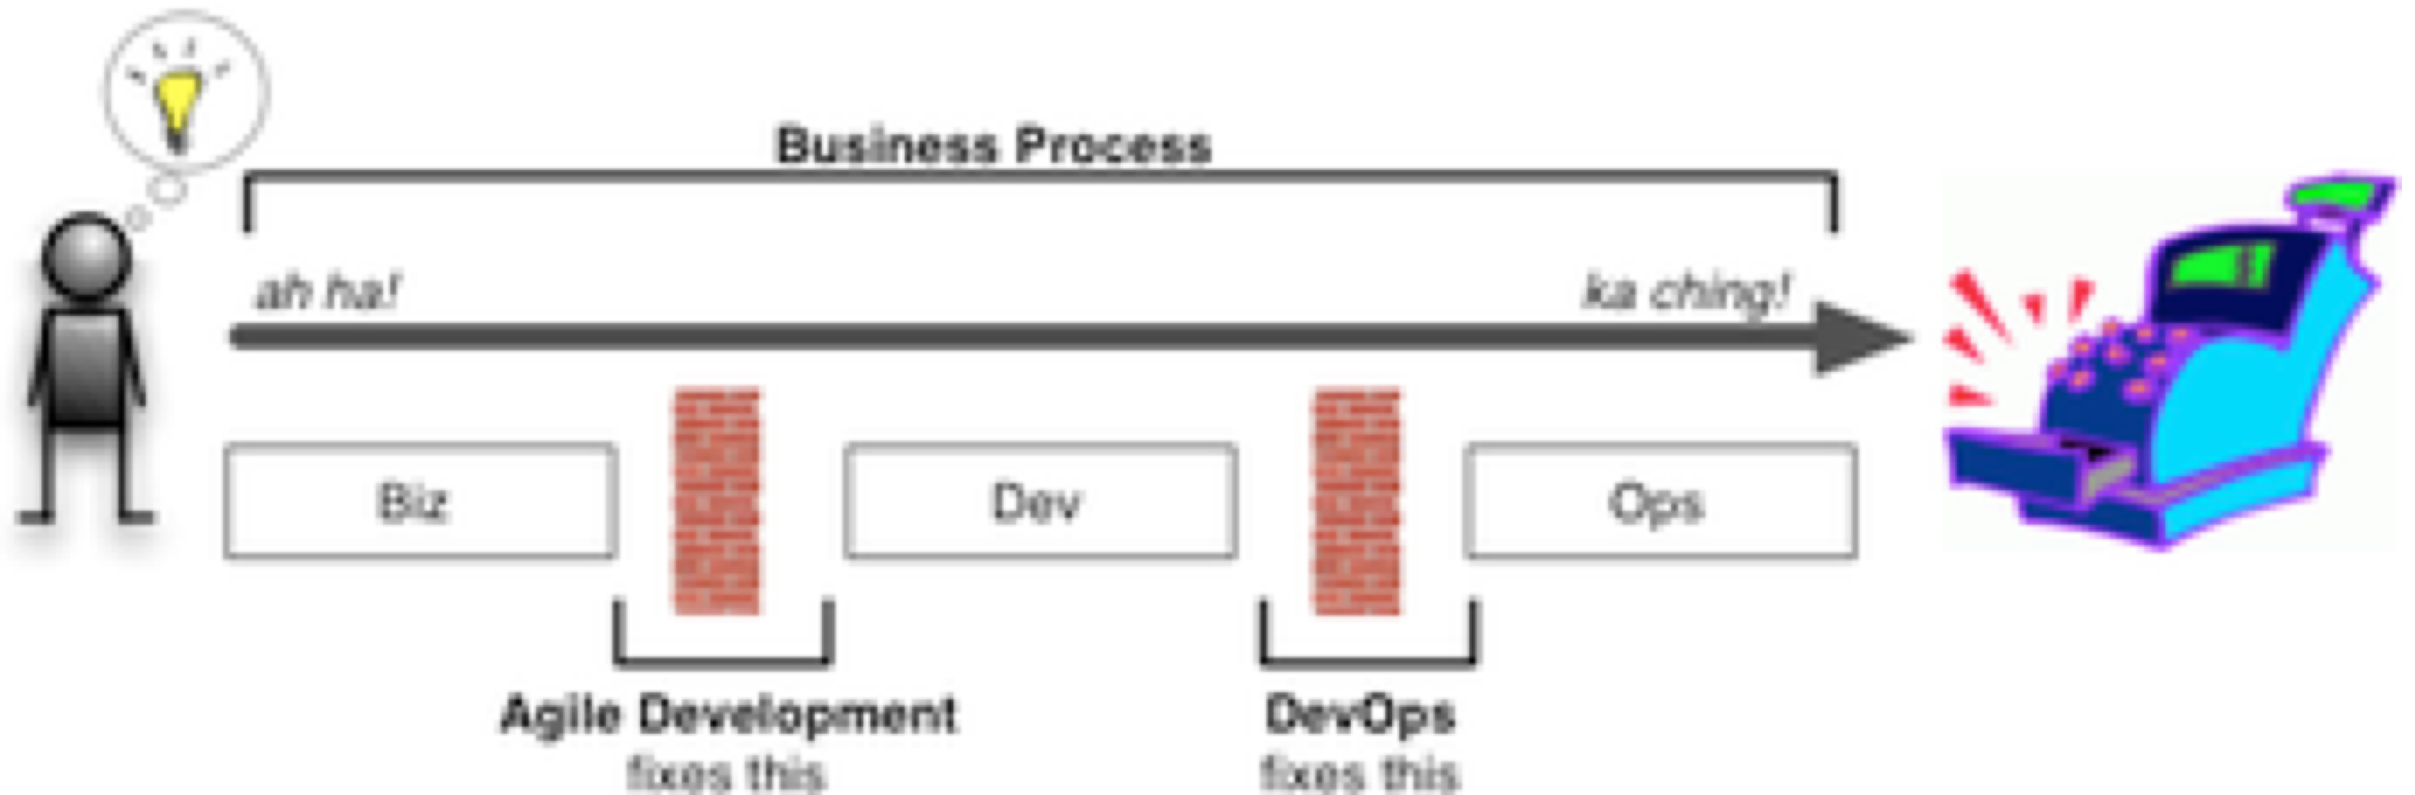 Business Process
ah ha!
ka ching!
Biz
Dev
Ops
Agile Development
fixes this
DevOps
fixes this